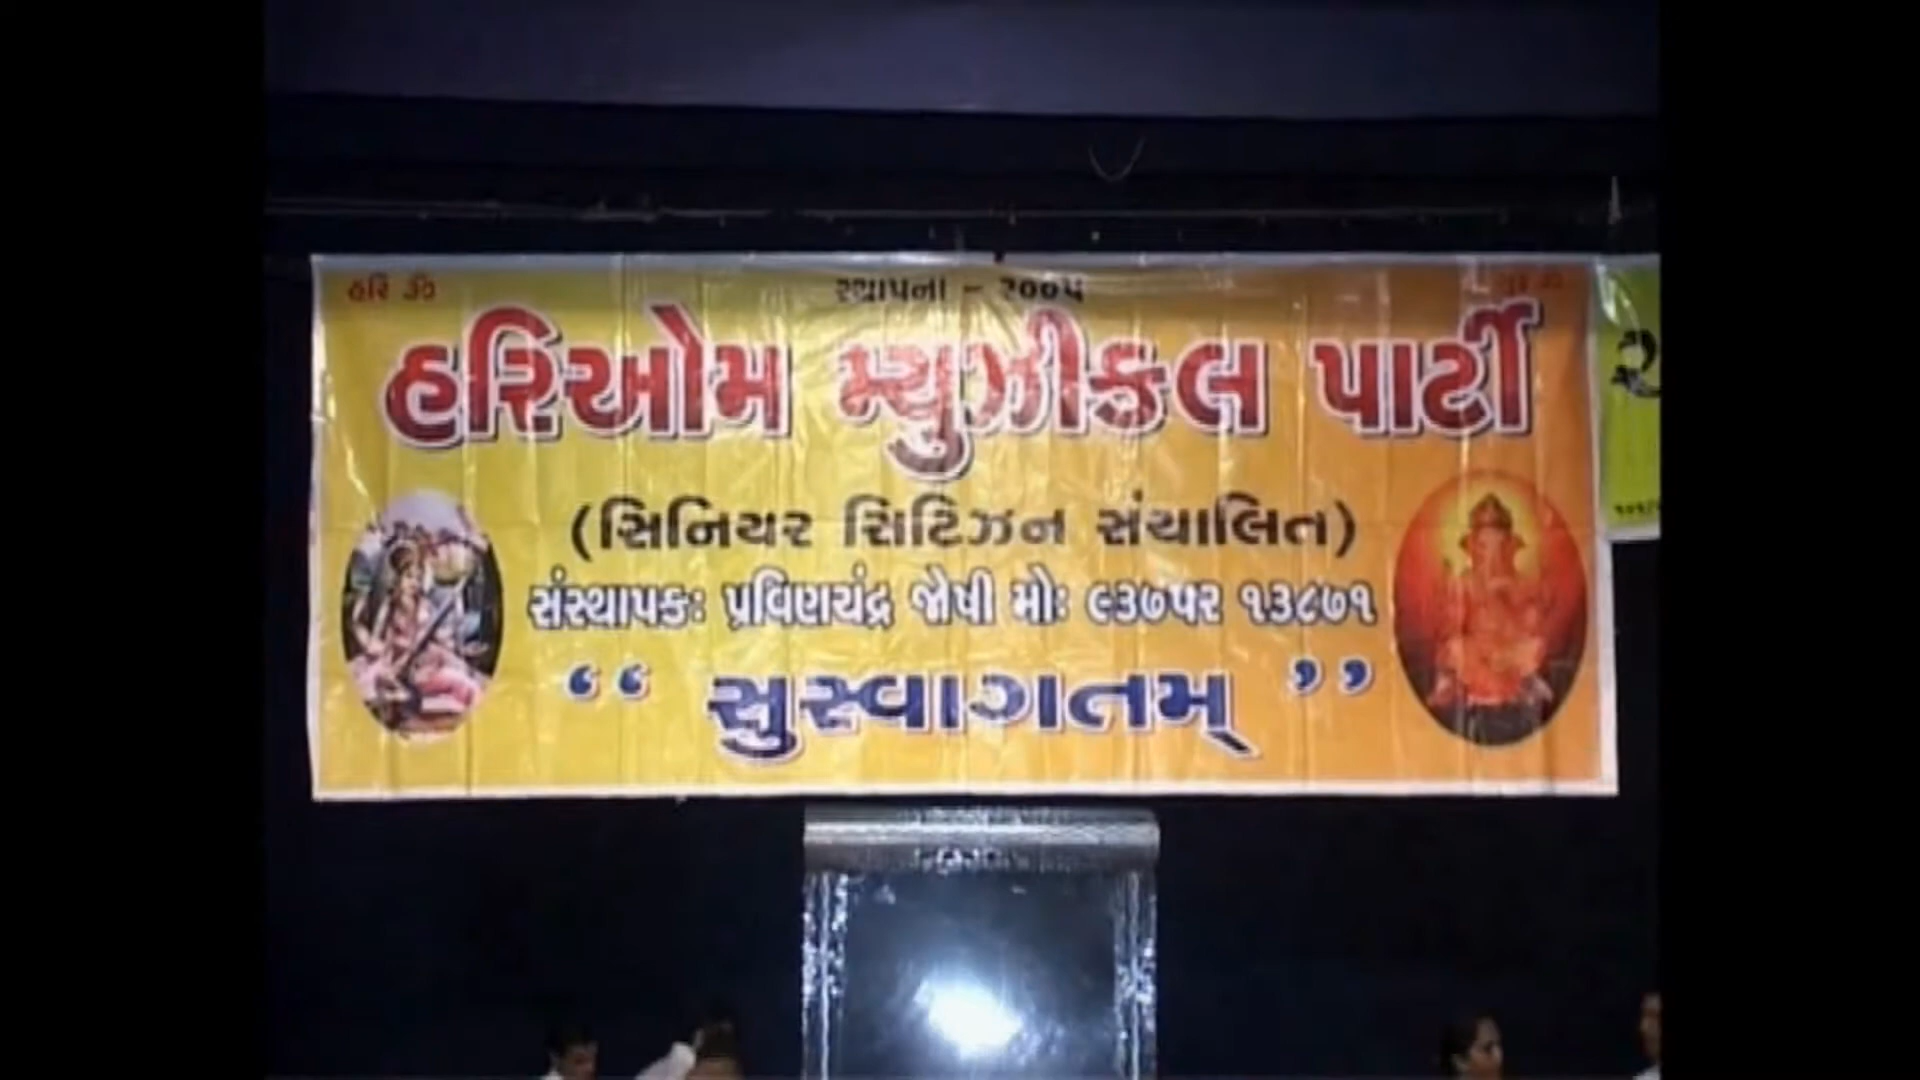 હરિ ૐ
સ્થાપના - ૨૦૦૫
હરિઓમ મ્યુઝીકલ પાર્ટી
(સિનિયર સિટિઝન સંચાલિત)
સંસ્થાપકઃ પ્રવિણચંદ્ર જોષી મોઃ ૯૩૭૫૨ ૧૩૮૭૧
“ સુસ્વાગતમ્ ”